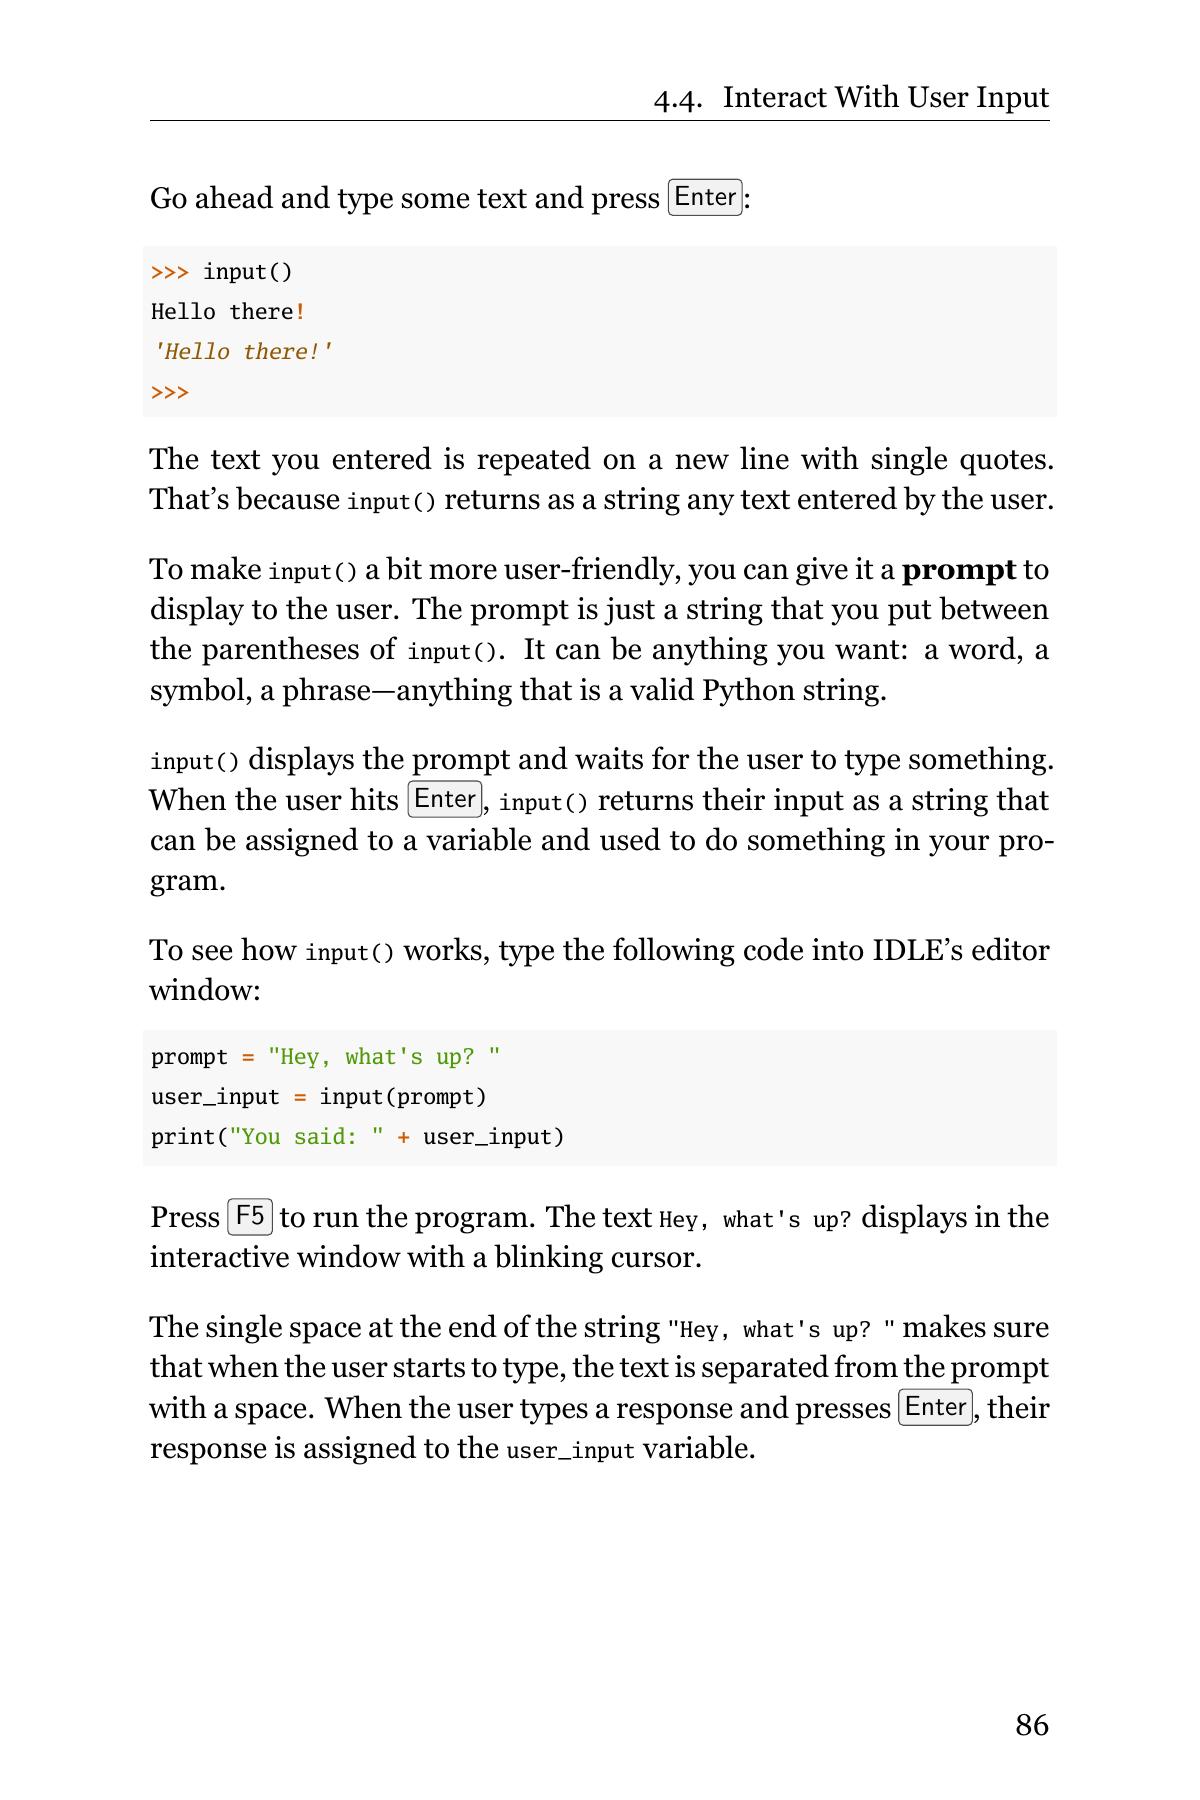 4.4. Interact With User Input
Go ahead and type some text and press Enter:
>>> input()
Hello there!
'Hello there!'
>>>
The text you entered is repeated on a new line with single quotes.
That’s because input() returns as a string any text entered by the user.
To make input() a bit more user-friendly, you can give it a prompt to
display to the user. The prompt is just a string that you put between
the parentheses of input(). It can be anything you want: a word, a
symbol, a phrase—anything that is a valid Python string.
input() displays the prompt and waits for the user to type something.
When the user hits Enter, input() returns their input as a string that
can be assigned to a variable and used to do something in your pro-
gram.
To see how input() works, type the following code into IDLE’s editor
window:
prompt = "Hey, what's up? "
user_input = input(prompt)
print("You said: " + user_input)
Press F5 to run the program. The text Hey, what's up? displays in the
interactive window with a blinking cursor.
The single space at the end of the string "Hey, what's up? " makes sure
that when the user starts to type, the text is separated from the prompt
with a space. When the user types a response and presses Enter, their
response is assigned to the user_input variable.
86